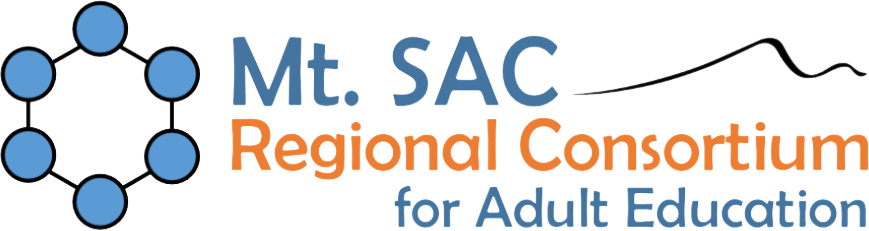 Mt. SAC
Regional Consortium
for Adult Education